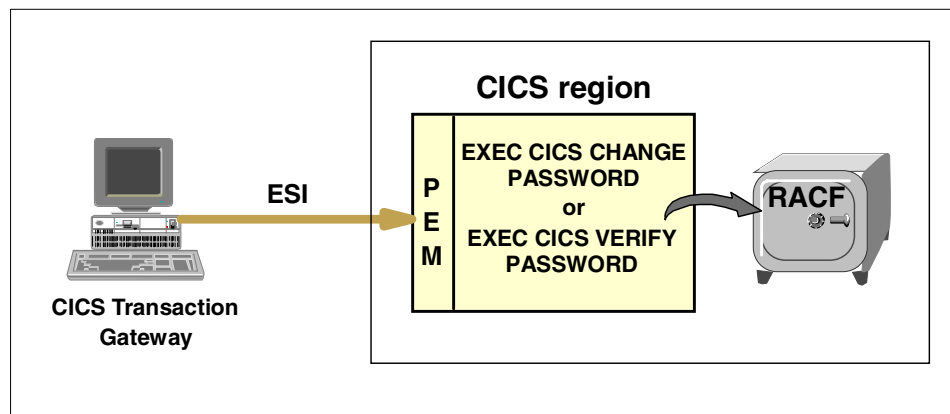 CICS region
EXEC CICS CHANGE
PASSWORD
or
EXEC CICS VERIFY
PASSWORD
P
E
M
RACF
ESI
CICS Transaction
Gateway